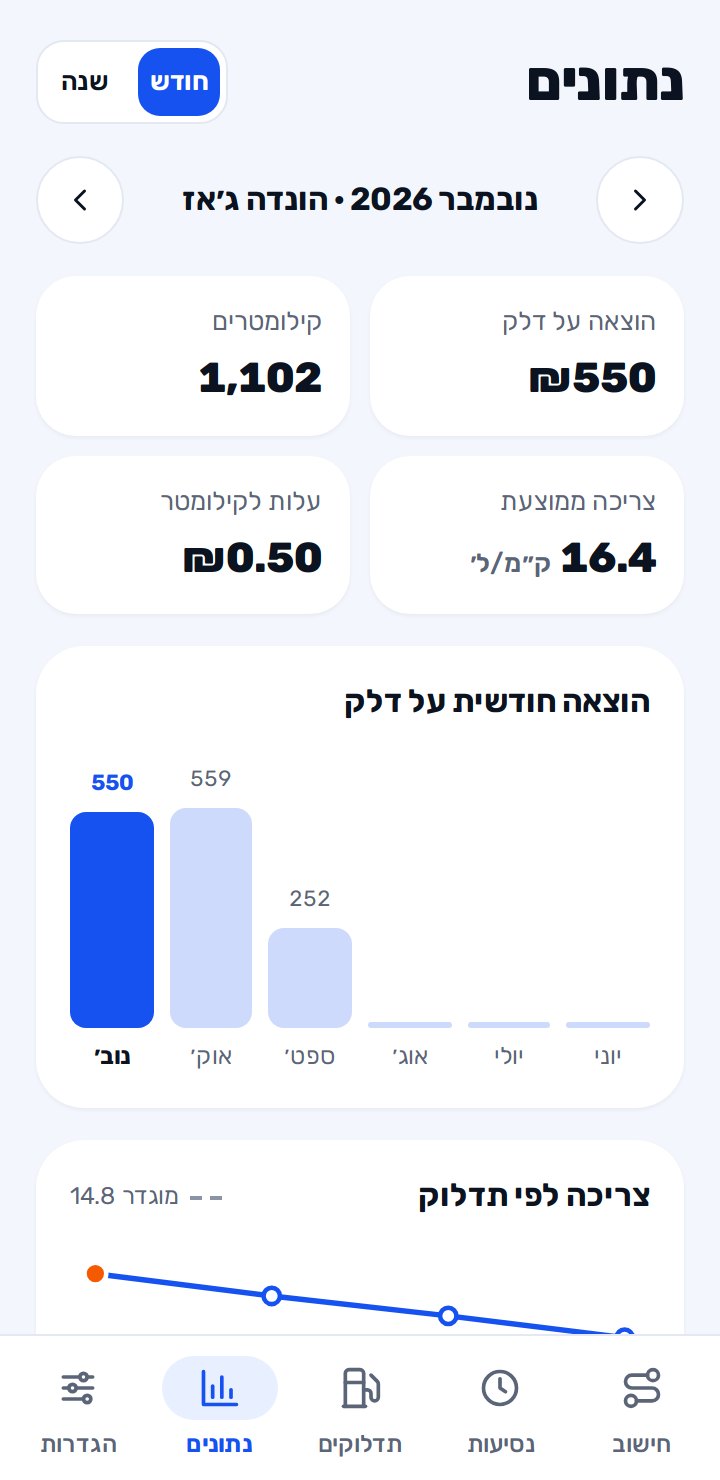 נתונים
חודש
שנה
נובמבר 2026 • הונדה ג׳אז
הוצאה על דלק
₪550
קילומטרים
1,102
צריכה ממוצעת
16.4 ק״מ/ל׳
עלות לקילומטר
₪0.50
הוצאה חודשית על דלק
252
559
550
יוני
יולי
אוג׳
ספט׳
אוק׳
נוב׳
צריכה לפי תדלוק
מוגדר 14.8
חישוב
נסיעות
תדלוקים
נתונים
הגדרות